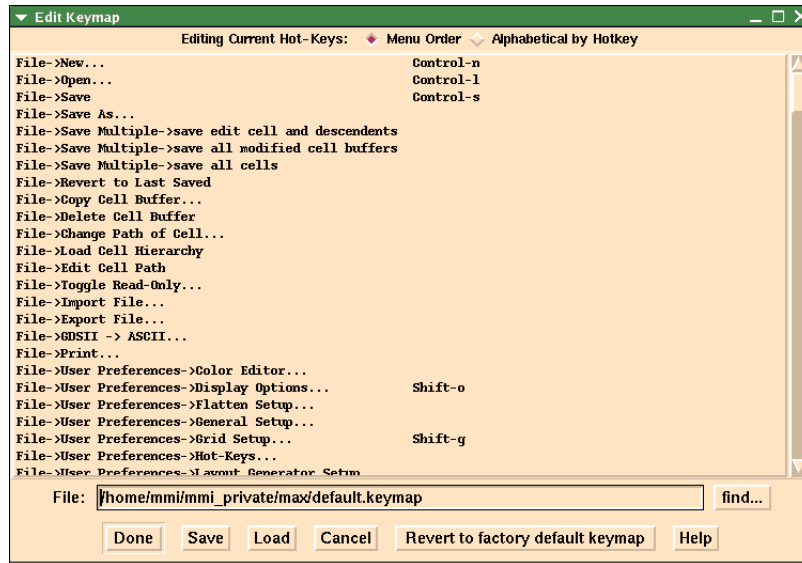 Edit Keymap
Editing Current Hot-Keys: Menu Order Alphabetical by Hotkey
File->New... Control-n
File->Open... Control-l
File->Save Control-s
File->Save As...
File->Save Multiple->save edit cell and descendents
File->Save Multiple->save all modified cell buffers
File->Save Multiple->save all cells
File->Revert to Last Saved
File->Copy Cell Buffer...
File->Delete Cell Buffer
File->Change Path of Cell...
File->Load Cell Hierarchy
File->Edit Cell Path
File->Toggle Read-Only...
File->Import File...
File->Export File...
File->GDSII -> ASCII...
File->Print...
File->User Preferences->Color Editor...
File->User Preferences->Display Options... Shift-o
File->User Preferences->Flatten Setup...
File->User Preferences->General Setup...
File->User Preferences->Grid Setup... Shift-g
File->User Preferences->Hot-Keys...
File->User Preferences->Layout Generator Setup
File: /home/mmi/mmi_private/max/default.keymap find...
Done Save Load Cancel Revert to factory default keymap Help